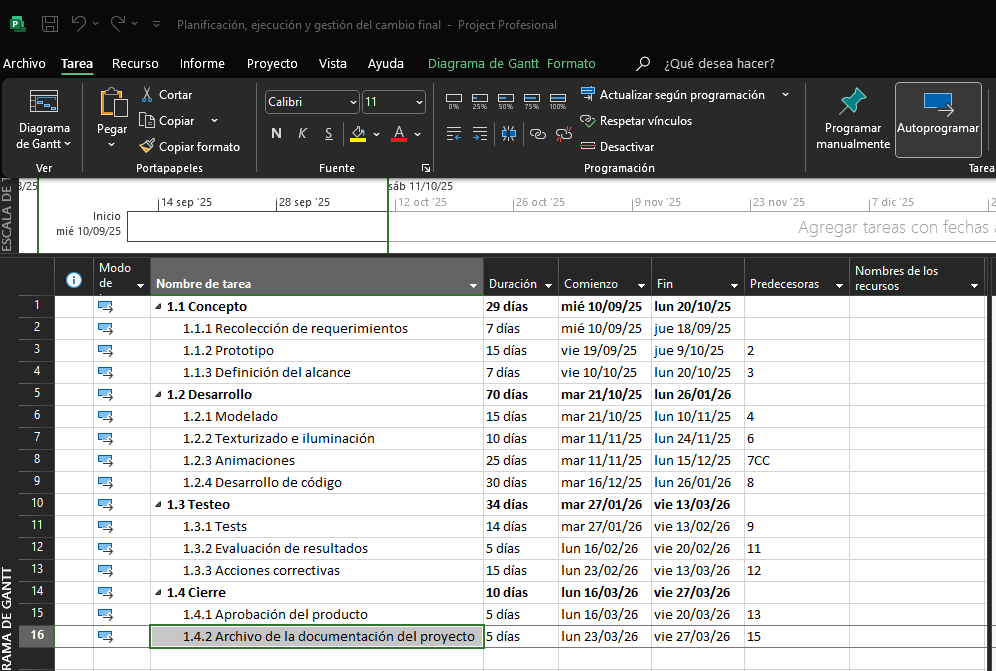 Planificación, ejecución y gestión del cambio final - Project Profesional
Archivo Tarea Recurso Informe Proyecto Vista Ayuda Diagrama de Gantt Formato ¿Qué desea hacer?
Diagrama de Gantt
Ver
Pegar
Cortar
Copiar
Copiar formato
Portapapeles
Calibri 11
N K S A
Fuente
0% 25% 50% 75% 100%
Actualizar según programación
Respetar vínculos
Desactivar
Programación
Programar manualmente
Autoprogramar
Tarea
ESCALA DE T
3/25
sáb 11/10/25
14 sep '25 28 sep '25 12 oct '25 26 oct '25 9 nov '25 23 nov '25 7 dic '25 2
Inicio
mié 10/09/25
Agregar tareas con fechas a
Modo de Nombre de tarea Duración Comienzo Fin Predecesoras Nombres de los recursos
1 1.1 Concepto 29 días mié 10/09/25 lun 20/10/25
2 1.1.1 Recolección de requerimientos 7 días mié 10/09/25 jue 18/09/25
3 1.1.2 Prototipo 15 días vie 19/09/25 jue 9/10/25 2
4 1.1.3 Definición del alcance 7 días vie 10/10/25 lun 20/10/25 3
5 1.2 Desarrollo 70 días mar 21/10/25 lun 26/01/26
6 1.2.1 Modelado 15 días mar 21/10/25 lun 10/11/25 4
7 1.2.2 Texturizado e iluminación 10 días mar 11/11/25 lun 24/11/25 6
8 1.2.3 Animaciones 25 días mar 11/11/25 lun 15/12/25 7CC
9 1.2.4 Desarrollo de código 30 días mar 16/12/25 lun 26/01/26 8
10 1.3 Testeo 34 días mar 27/01/26 vie 13/03/26
11 1.3.1 Tests 14 días mar 27/01/26 vie 13/02/26 9
12 1.3.2 Evaluación de resultados 5 días lun 16/02/26 vie 20/02/26 11
13 1.3.3 Acciones correctivas 15 días lun 23/02/26 vie 13/03/26 12
14 1.4 Cierre 10 días lun 16/03/26 vie 27/03/26
15 1.4.1 Aprobación del producto 5 días lun 16/03/26 vie 20/03/26 13
16 1.4.2 Archivo de la documentación del proyecto 5 días lun 23/03/26 vie 27/03/26 15
RAMA DE GANTT